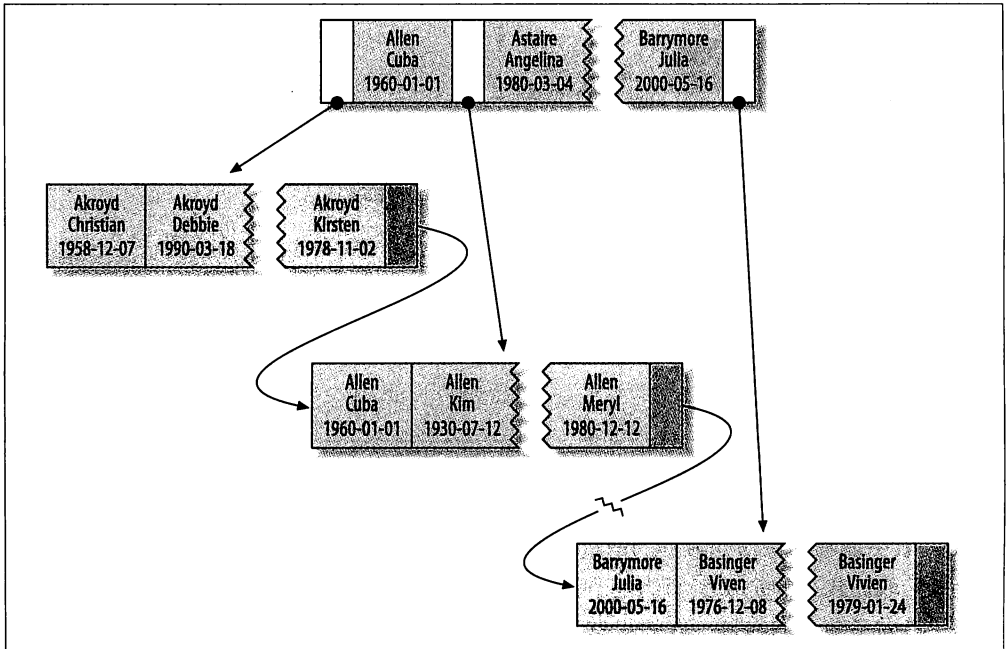 Allen
Cuba
1960-01-01
Astaire
Angelina
1980-03-04
Barrymore
Julia
2000-05-16
Akroyd
Christian
1958-12-07
Akroyd
Debbie
1990-03-18
Akroyd
Kirsten
1978-11-02
Allen
Cuba
1960-01-01
Allen
Kim
1930-07-12
Allen
Meryl
1980-12-12
Barrymore
Julia
2000-05-16
Basinger
Viven
1976-12-08
Basinger
Vivien
1979-01-24